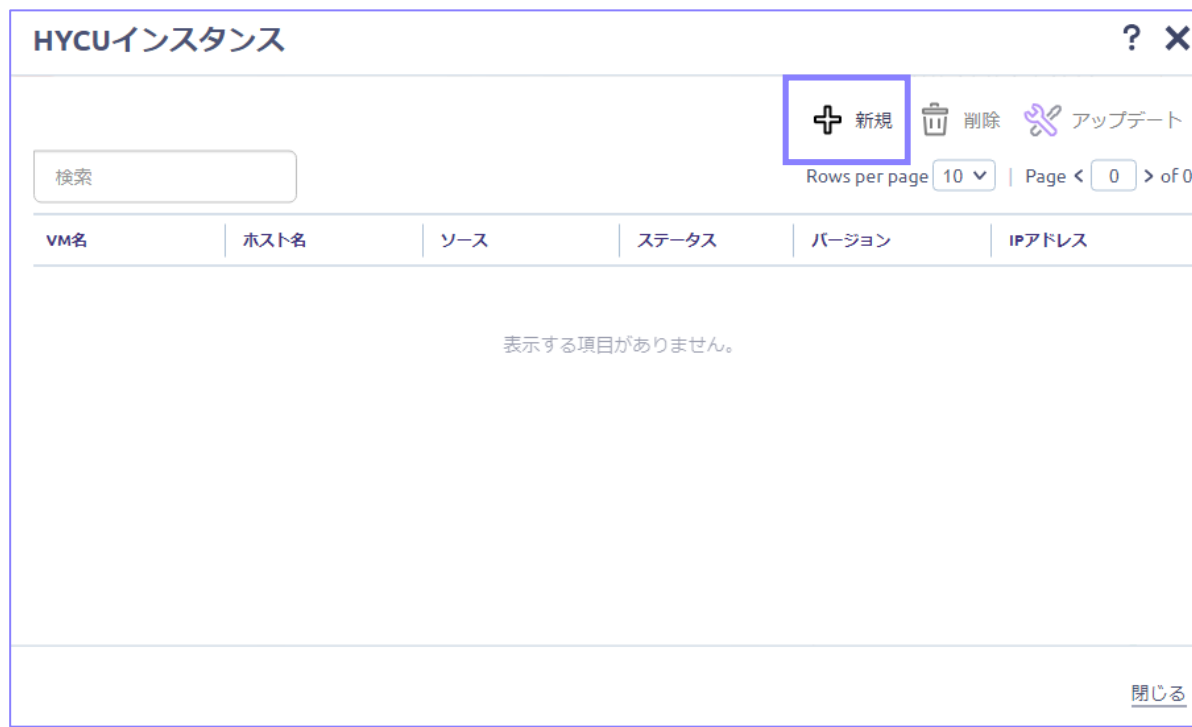 HYCUインスタンス ?
新規 削除 アップデート
検索
Rows per page 10 | Page < 0 > of 0
VM名 ホスト名 ソース ステータス バージョン IPアドレス
表示する項目がありません。
閉じる